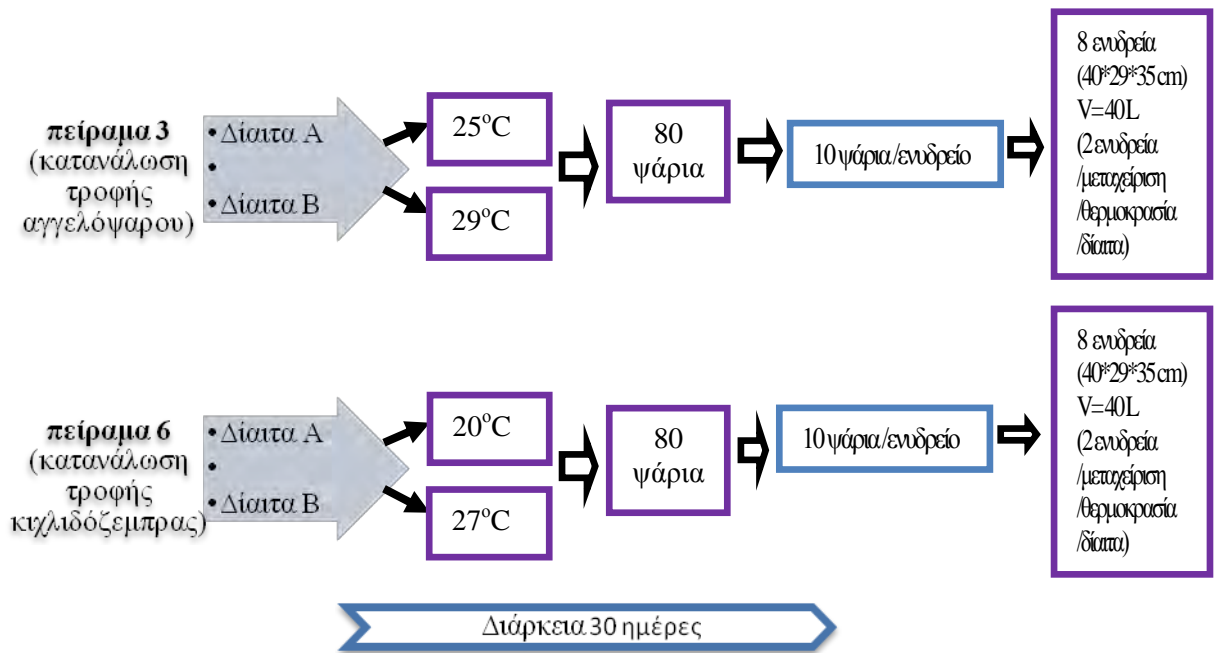 πείραμα 3
(κατανάλωση
τροφής
αγγελόψαρου)
• Δίαιτα Α
•
• Δίαιτα Β
25°C
29°C
80
ψάρια
10 ψάρια/ενυδρείο
8 ενυδρεία
(40*29*35cm)
V=40L
(2 ενυδρεία
/μεταχείριση
/θερμοκρασία
/δίαιτα)
πείραμα 6
(κατανάλωση
τροφής
κιχλιδόζεμπρας)
• Δίαιτα Α
•
• Δίαιτα Β
20°C
27°C
80
ψάρια
10 ψάρια/ενυδρείο
8 ενυδρεία
(40*29*35cm)
V=40L
(2 ενυδρεία
/μεταχείριση
/θερμοκρασία
/δίαιτα)
Διάρκεια 30 ημέρες